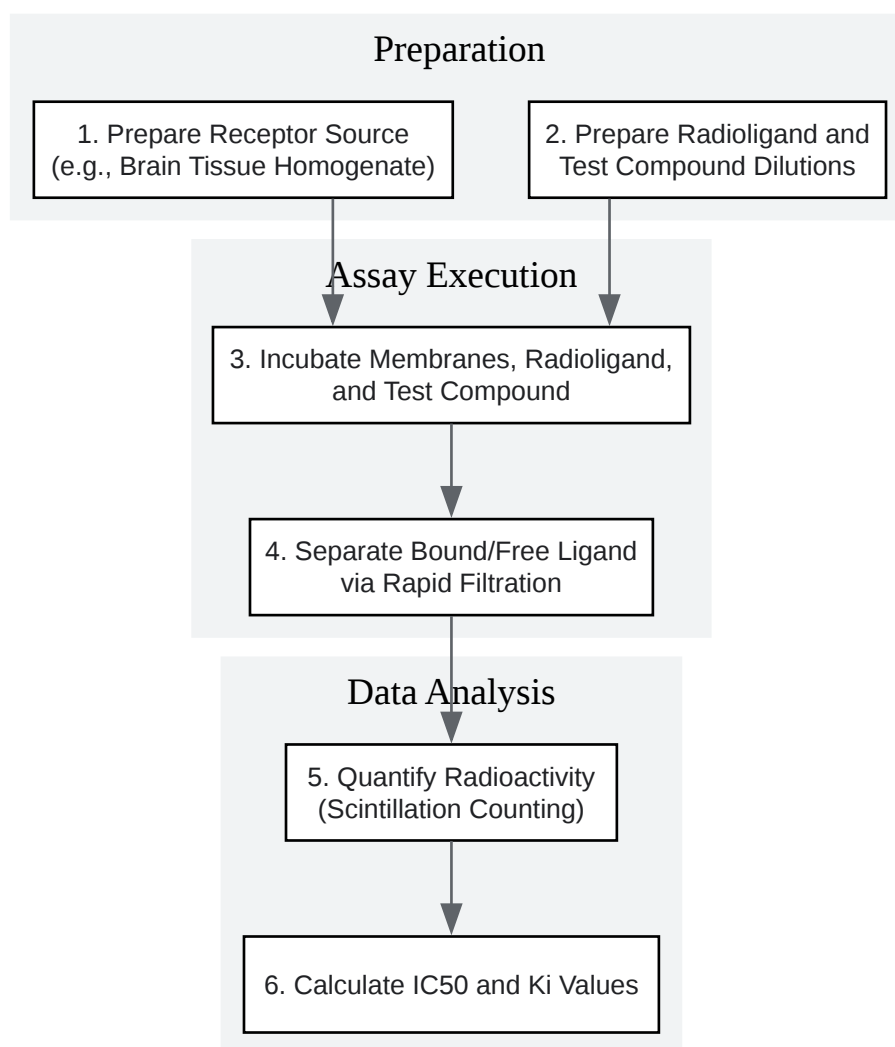 Preparation
1. Prepare Receptor Source
(e.g., Brain Tissue Homogenate)
2. Prepare Radioligand and
Test Compound Dilutions
Assay Execution
3. Incubate Membranes, Radioligand,
and Test Compound
4. Separate Bound/Free Ligand
via Rapid Filtration
Data Analysis
5. Quantify Radioactivity
(Scintillation Counting)
6. Calculate IC50 and Ki Values